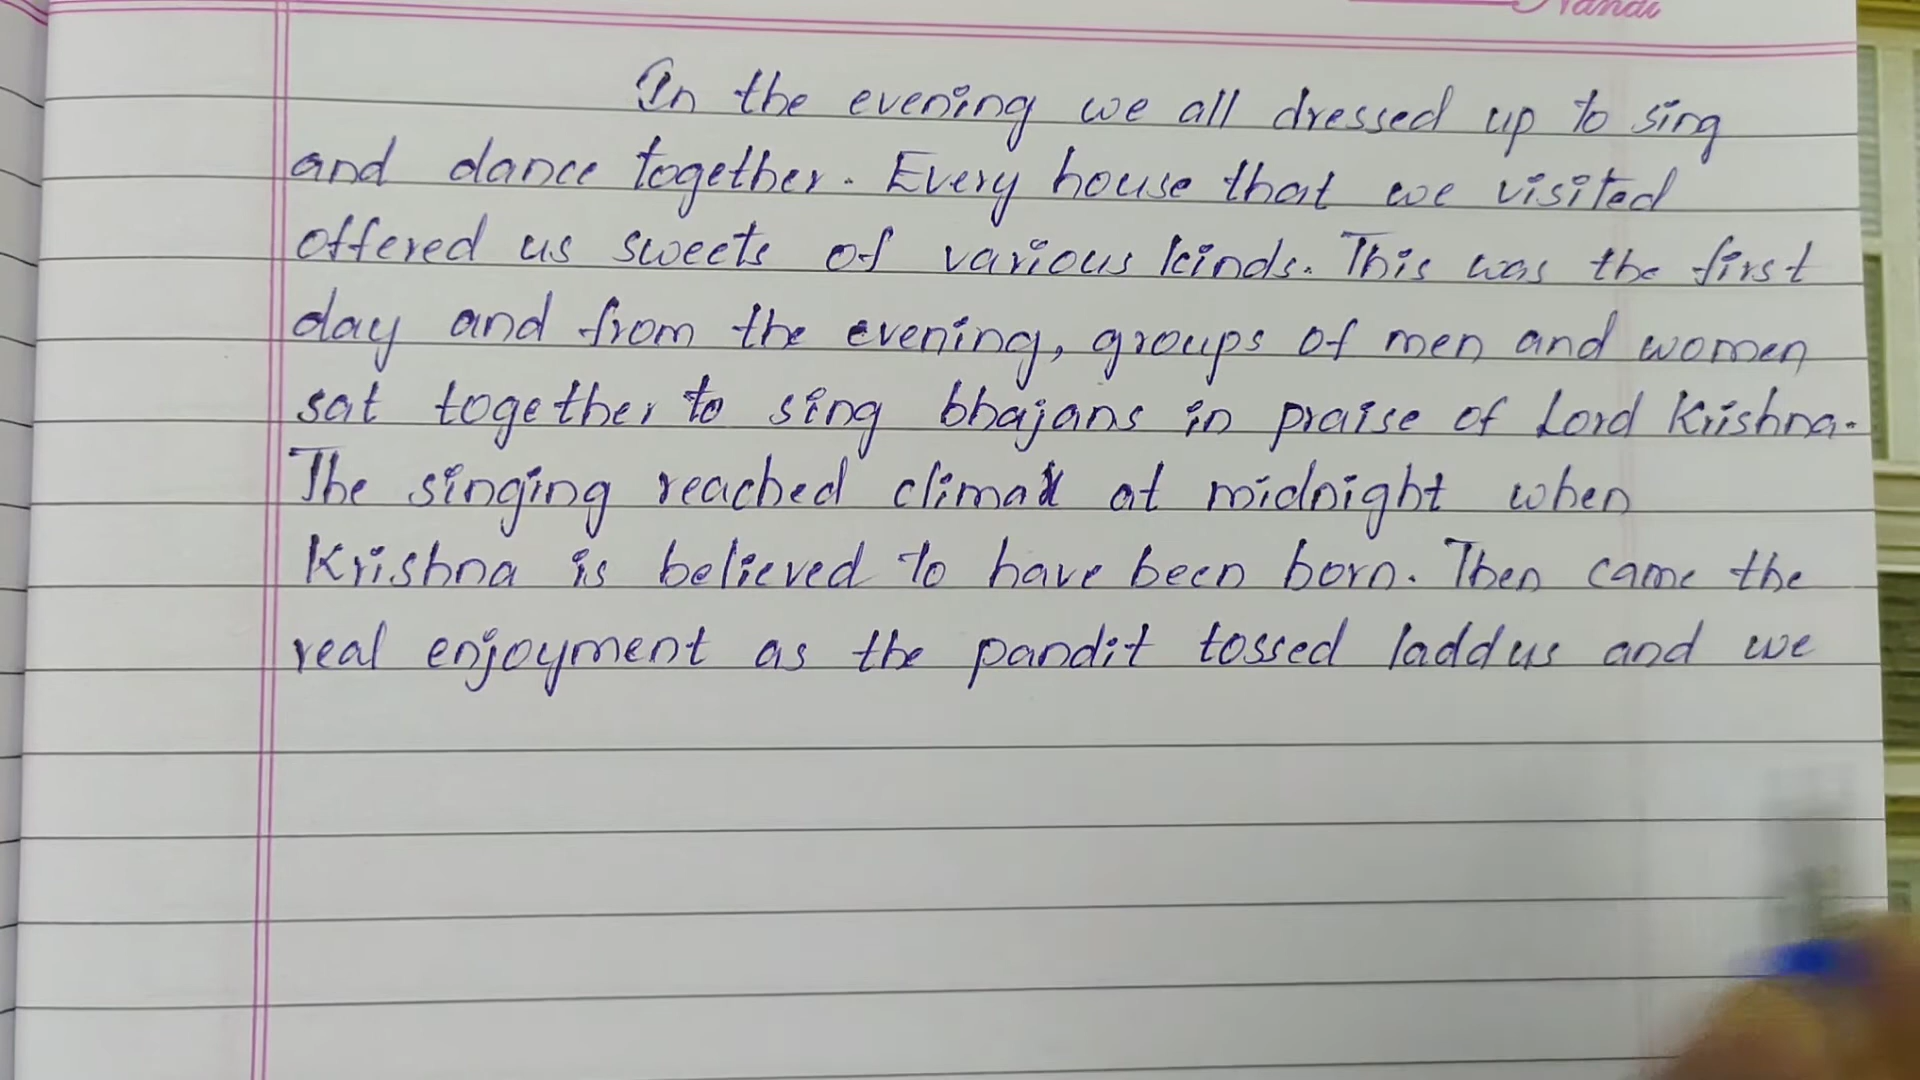 Nandi
In the evening we all dressed up to sing
and dance together. Every house that we visited
offered us sweets of various kinds. This was the first
day and from the evening, groups of men and women
sat together to sing bhajans in praise of Lord Krishna.
The singing reached climax at midnight when
Krishna is believed to have been born. Then came the
real enjoyment as the pandit tossed laddus and we